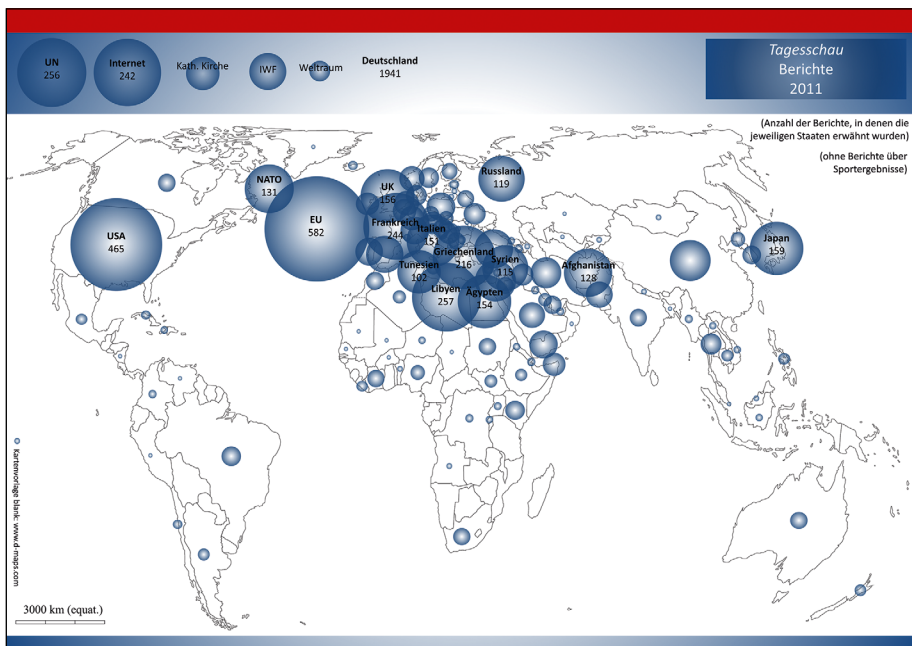 UN
256
Internet
242
Kath. Kirche
IWF
Weltraum
Deutschland
1941
Tagesschau
Berichte
2011
(Anzahl der Berichte, in denen die
jeweiligen Staaten erwähnt wurden)
(ohne Berichte über
Sportergebnisse)
NATO
131
UK
156
Russland
119
USA
465
EU
582
Frankreich
244
Italien
151
Griechenland
216
Syrien
115
Japan
159
Tunesien
102
Afghanistan
128
Libyen
257
Ägypten
154
Kartenvorlage blank: www.d-maps.com
3000 km (equat.)